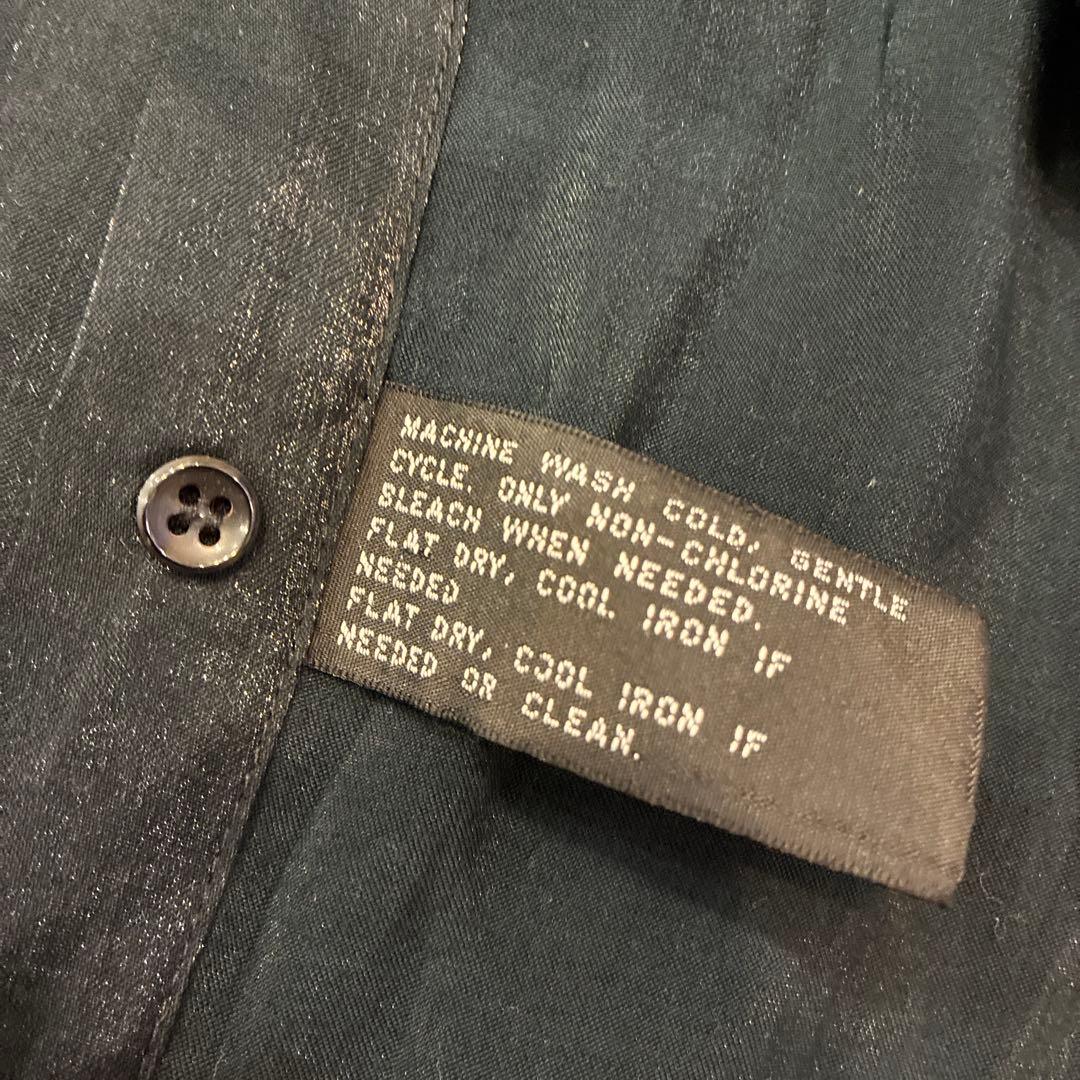 MACHINE WASH COLD, GENTLE
CYCLE. ONLY NON-CHLORINE
BLEACH WHEN NEEDED.
FLAT DRY, COOL IRON IF
NEEDED
FLAT DRY, COOL IRON IF
NEEDED OR CLEAN.